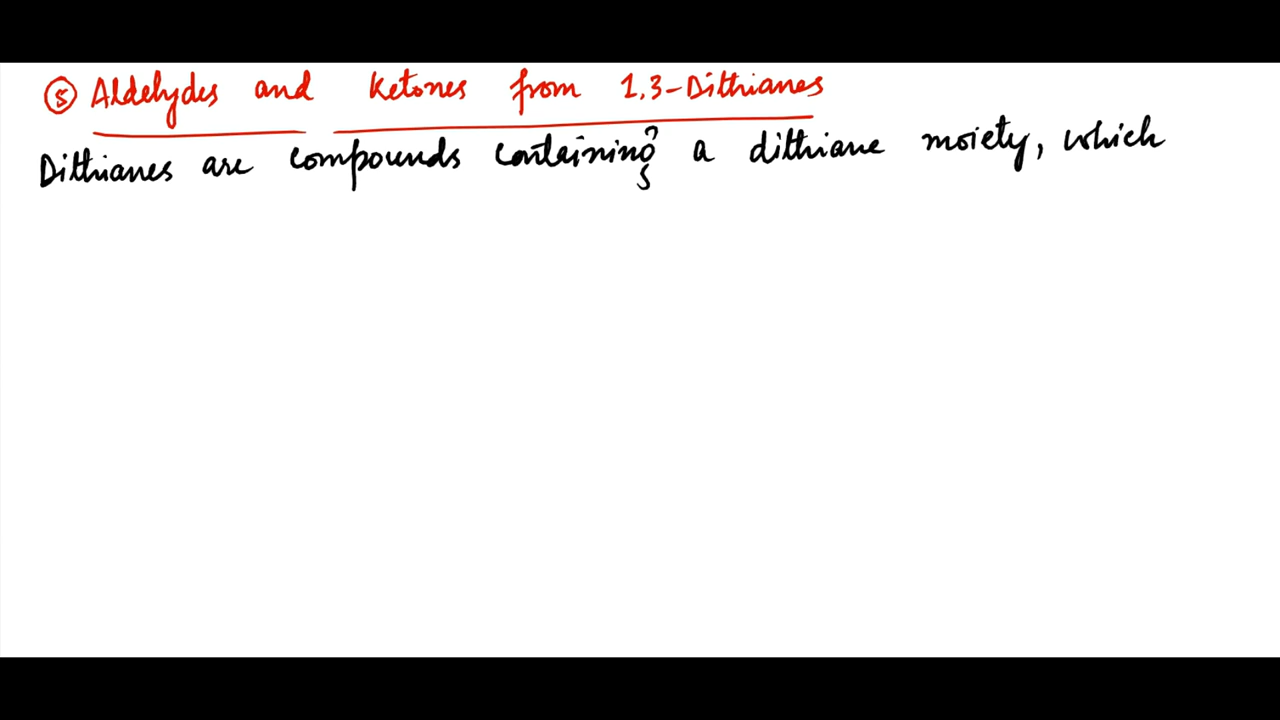 ⑤ Aldehydes and Ketones from 1,3-Dithianes
Dithianes are compounds containing a dithiane moiety, which